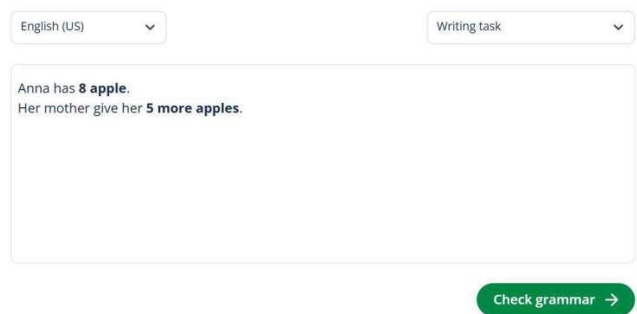 English (US)
Writing task
Anna has 8 apple.
Her mother give her 5 more apples.
Check grammar